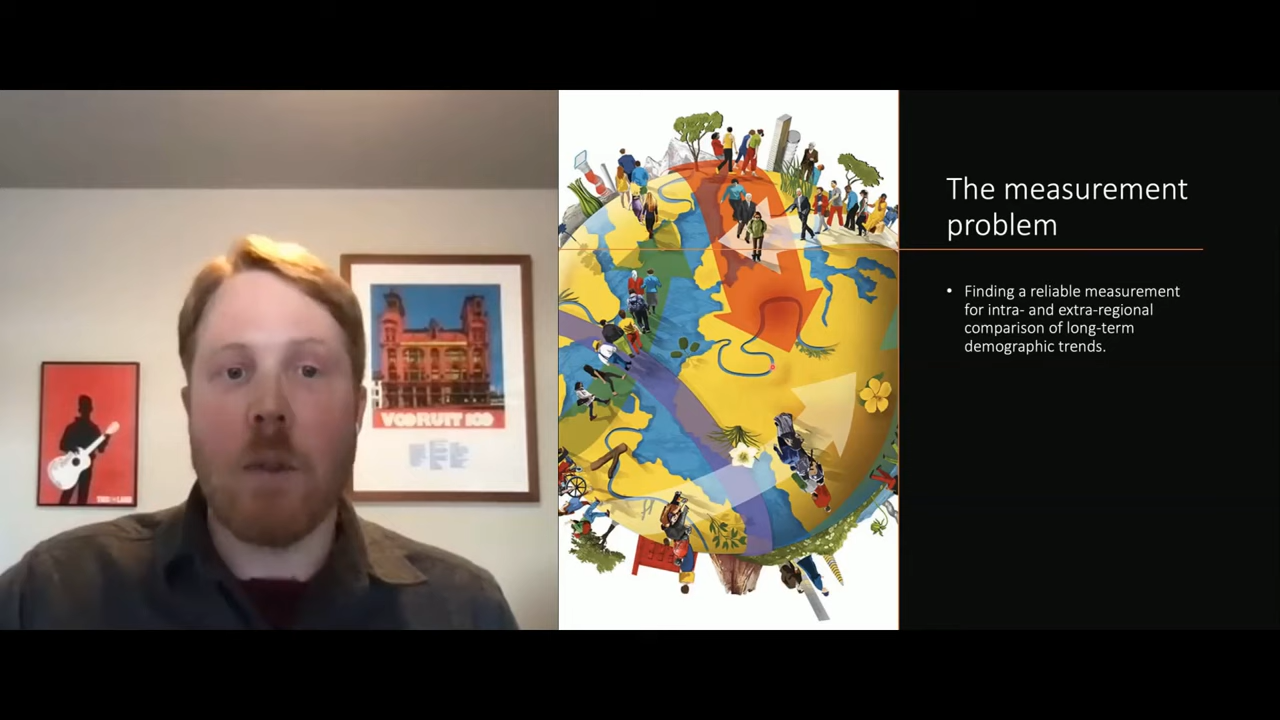 The measurement
problem
• Finding a reliable measurement
for intra- and extra-regional
comparison of long-term
demographic trends.
VOORUIT 100